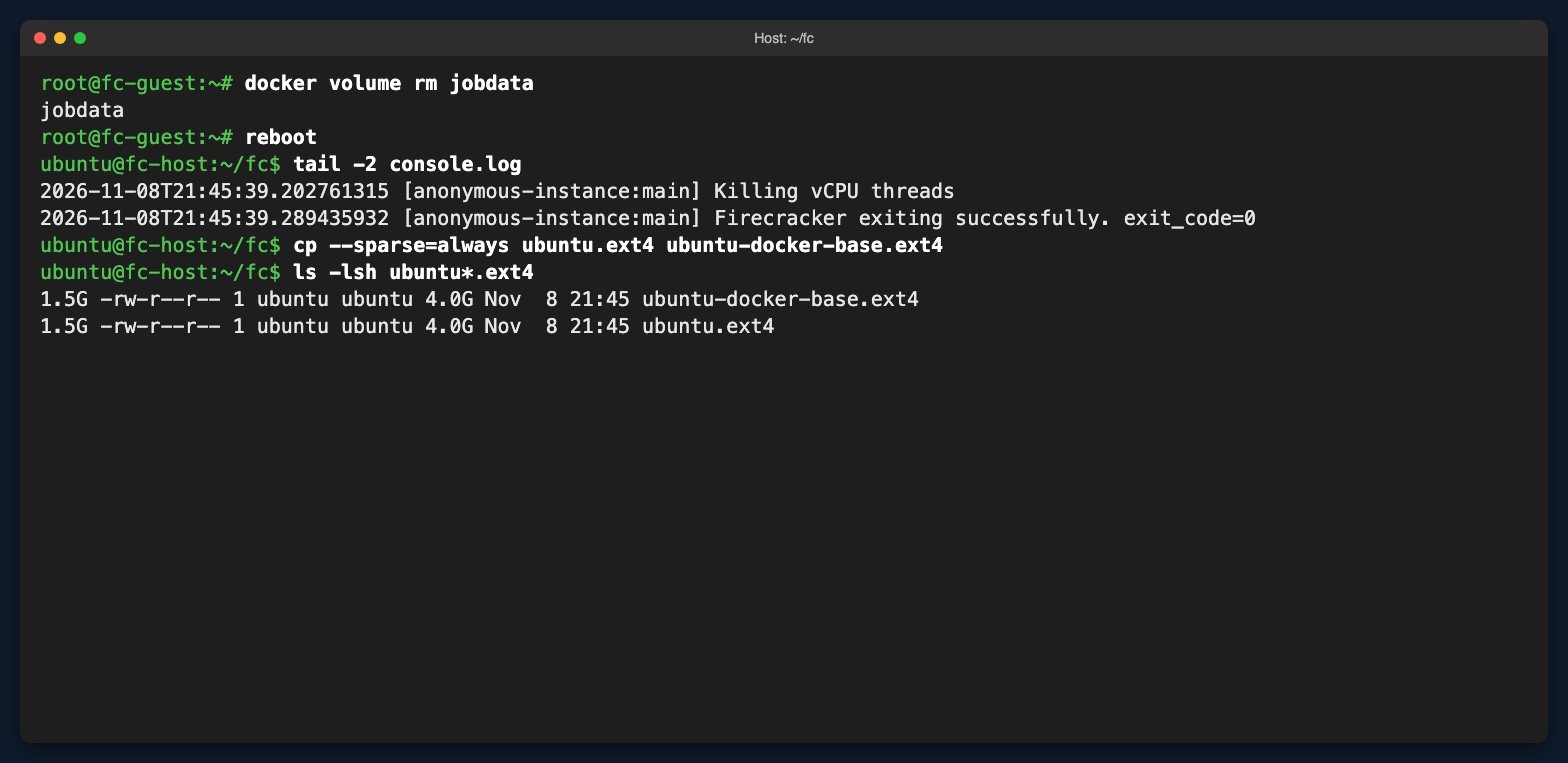 Host: ~/fc
root@fc-guest:~# docker volume rm jobdata
jobdata
root@fc-guest:~# reboot
ubuntu@fc-host:~/fc$ tail -2 console.log
2026-11-08T21:45:39.202761315 [anonymous-instance:main] Killing vCPU threads
2026-11-08T21:45:39.289435932 [anonymous-instance:main] Firecracker exiting successfully. exit_code=0
ubuntu@fc-host:~/fc$ cp --sparse=always ubuntu.ext4 ubuntu-docker-base.ext4
ubuntu@fc-host:~/fc$ ls -lsh ubuntu*.ext4
1.5G -rw-r--r-- 1 ubuntu ubuntu 4.0G Nov  8 21:45 ubuntu-docker-base.ext4
1.5G -rw-r--r-- 1 ubuntu ubuntu 4.0G Nov  8 21:45 ubuntu.ext4